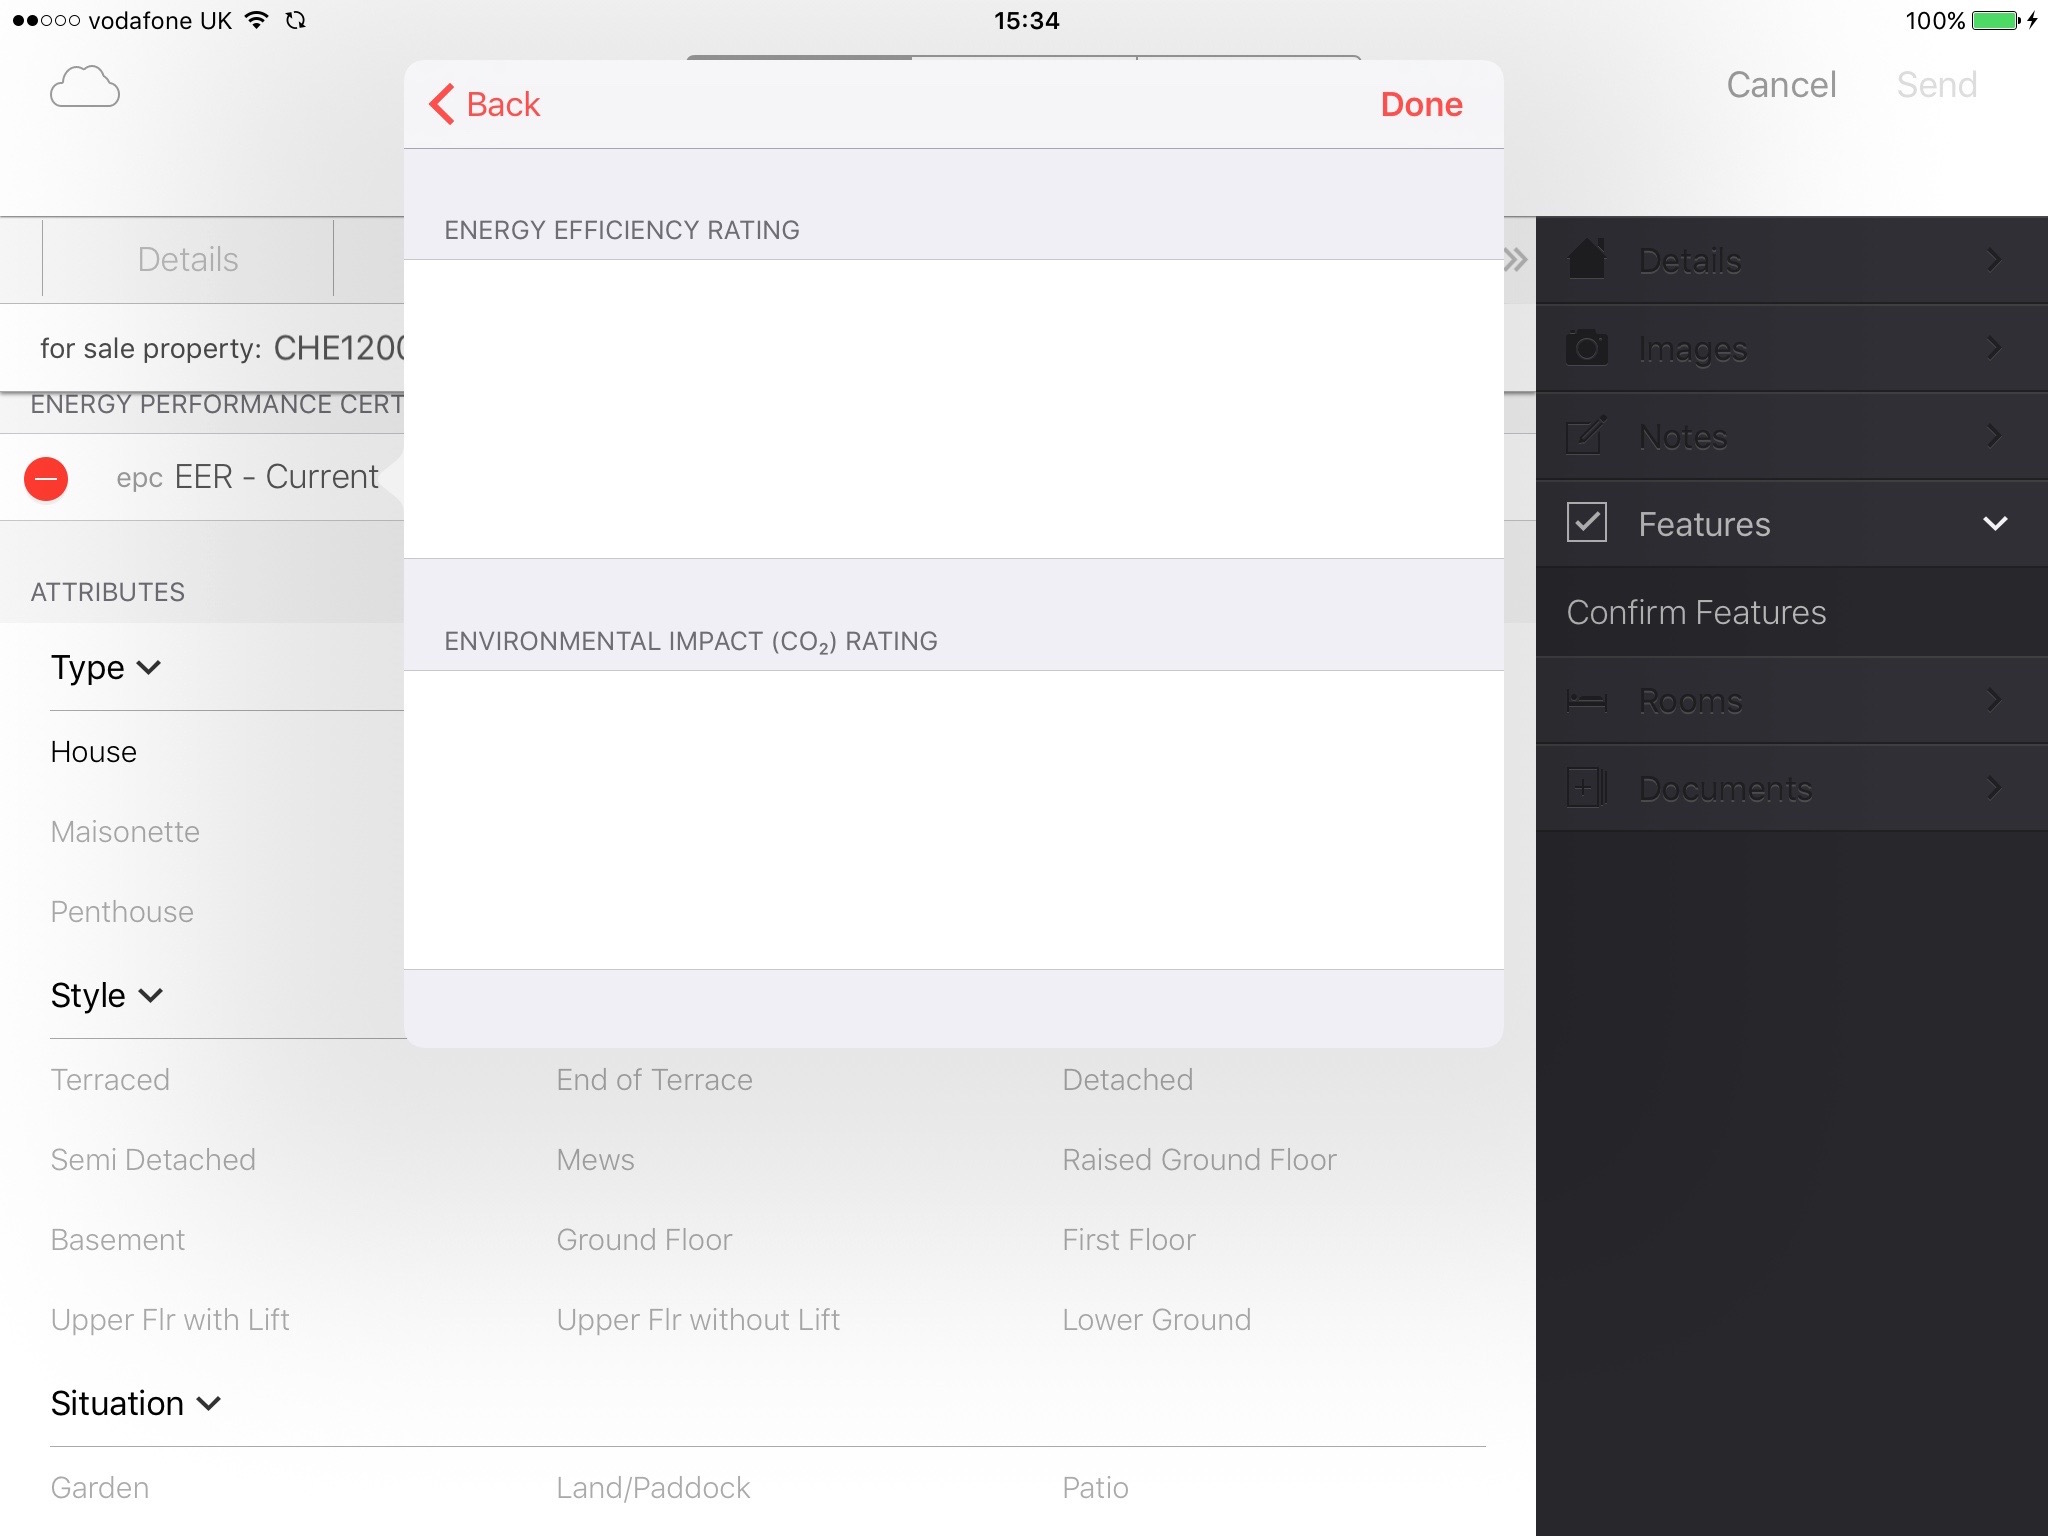 vodafone UK 15:34 100%
Cancel Send
Back Done
ENERGY EFFICIENCY RATING
Details
for sale property: CHE120
ENERGY PERFORMANCE CERT
epc EER - Current
ATTRIBUTES
ENVIRONMENTAL IMPACT (CO₂) RATING
Type
House
Maisonette
Penthouse
Style
Terraced End of Terrace Detached
Semi Detached Mews Raised Ground Floor
Basement Ground Floor First Floor
Upper Flr with Lift Upper Flr without Lift Lower Ground
Situation
Garden Land/Paddock Patio
Details
Images
Notes
Features
Confirm Features
Rooms
Documents